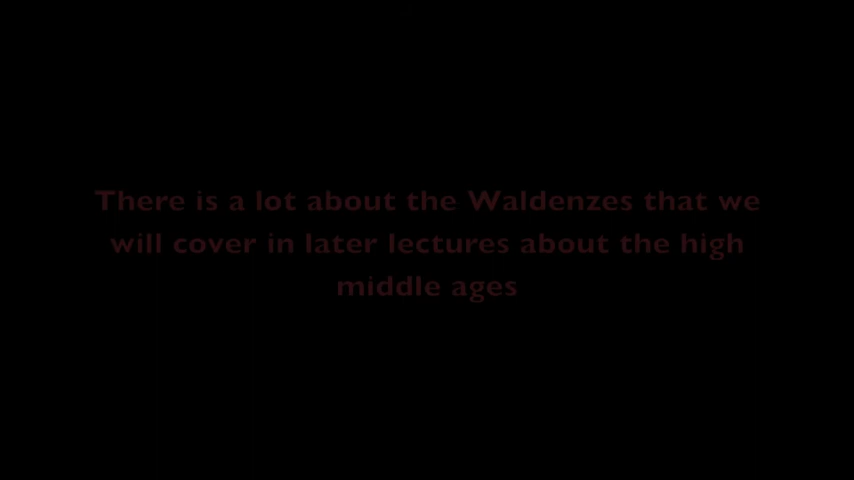 There is a lot about the Waldenzes that we
will cover in later lectures about the high
middle ages